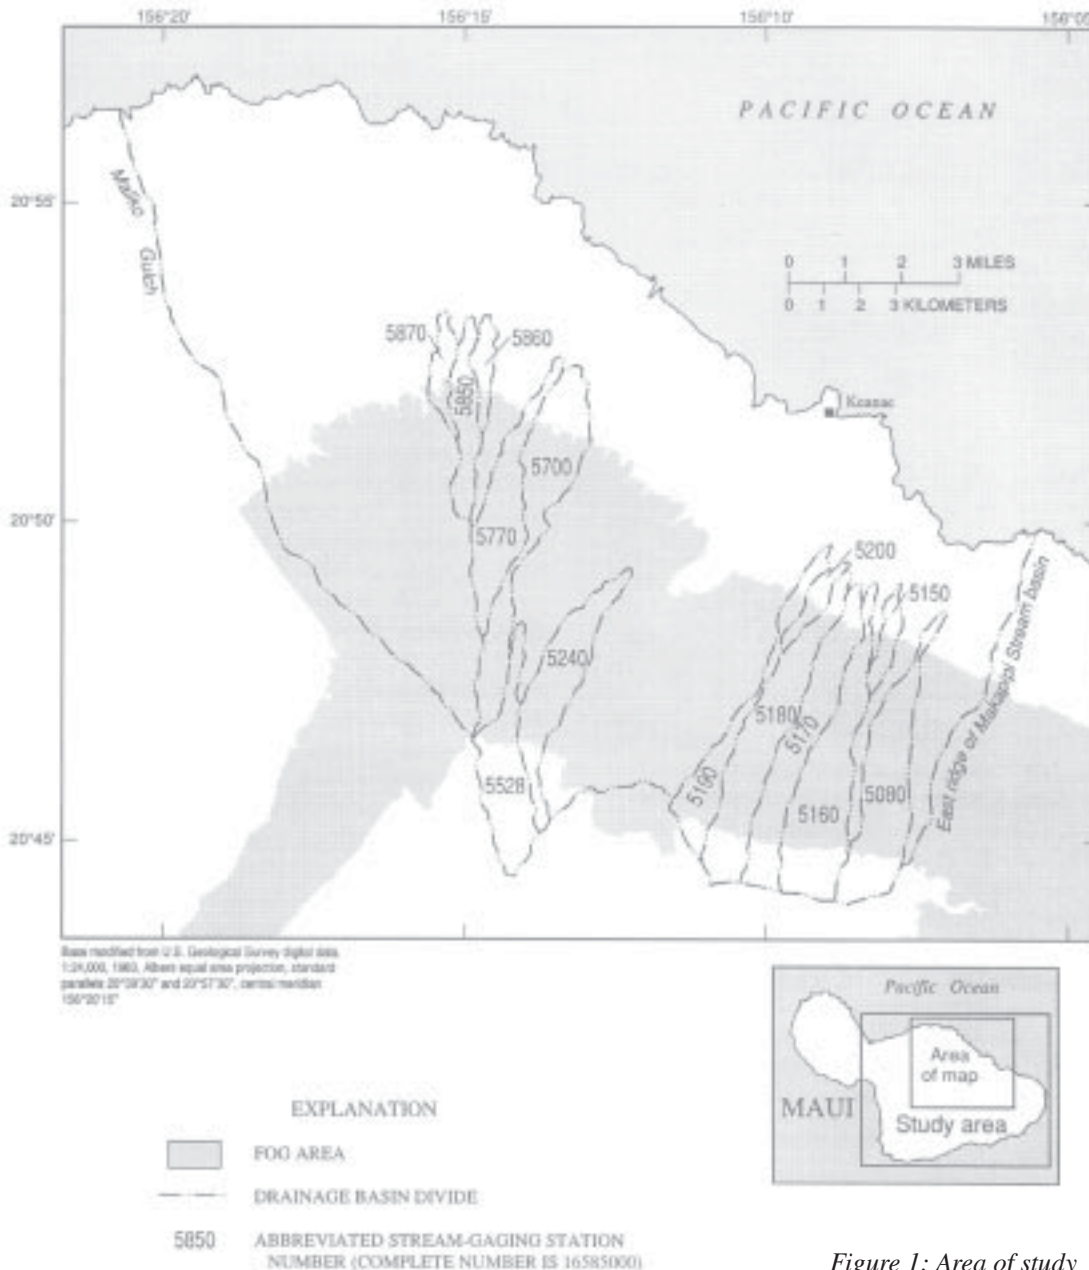 156°20'
156°15'
156°10'
156°05'
PACIFIC OCEAN
20°55'
Maliko
Gulch
0 1 2 3 MILES
0 1 2 3 KILOMETERS
5870
5860
5850
Keanae
5700
20°50'
5770
5200
5150
5240
5180
5170
5190
5528
5160
5080
East ridge of Makapipi Stream basin
20°45'
Base modified from U.S. Geological Survey digital data,
1:24,000, 1983, Albers equal area projection, standard
parallels 20°39'30" and 20°57'30", central meridian
156°20'15"
Pacific Ocean
Area
of map
MAUI
Study area
EXPLANATION
FOG AREA
DRAINAGE BASIN DIVIDE
5850 ABBREVIATED STREAM-GAGING STATION
NUMBER (COMPLETE NUMBER IS 16585000)
Figure 1: Area of study